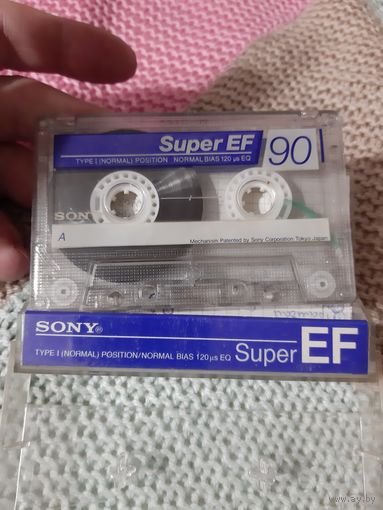 Super EF
TYPE I (NORMAL) POSITION NORMAL BIAS 120 µs EQ
90
SONY
A
Mechanism Patented by Sony Corporation Tokyo Japan
SONY®
TYPE I (NORMAL) POSITION/NORMAL BIAS 120 µs EQ
Super EF
www.ay.by